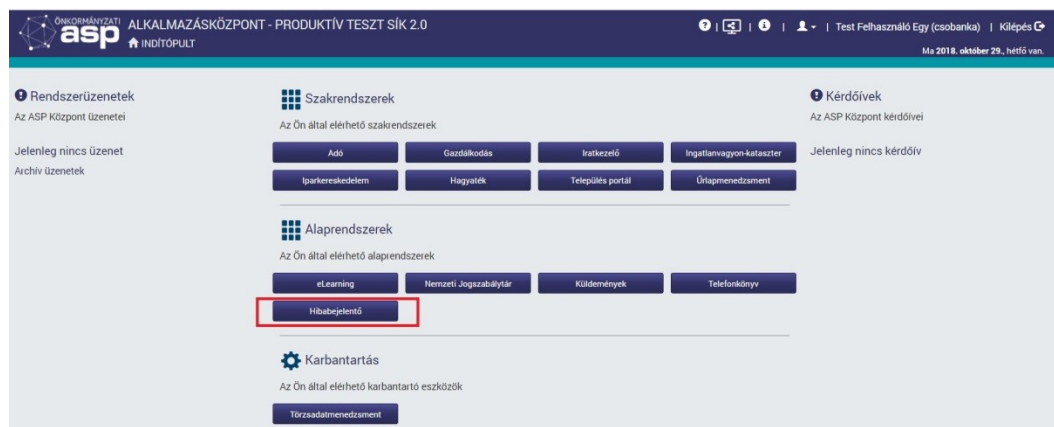 ÖNKORMÁNYZATI
asp
ALKALMAZÁSKÖZPONT - PRODUKTÍV TESZT SÍK 2.0
INDÍTÓPULT
| Test Felhasználó Egy (csobanka) | Kilépés
Ma 2018. október 29., hétfő van.
Rendszerüzenetek
Az ASP Központ üzenetei
Jelenleg nincs üzenet
Archív üzenetek
Szakrendszerek
Az Ön által elérhető szakrendszerek
Adó Gazdálkodás Iratkezelő Ingatlanvagyon-kataszter
Iparkereskedelem Hagyaték Település portál Űrlapmenedzsment
Alaprendszerek
Az Ön által elérhető alaprendszerek
eLearning Nemzeti Jogszabálytár Küldemények Telefonkönyv
Hibabejelentő
Karbantartás
Az Ön által elérhető karbantartó eszközök
Törzsadatmenedzsment
Kérdőívek
Az ASP Központ kérdőívei
Jelenleg nincs kérdőív